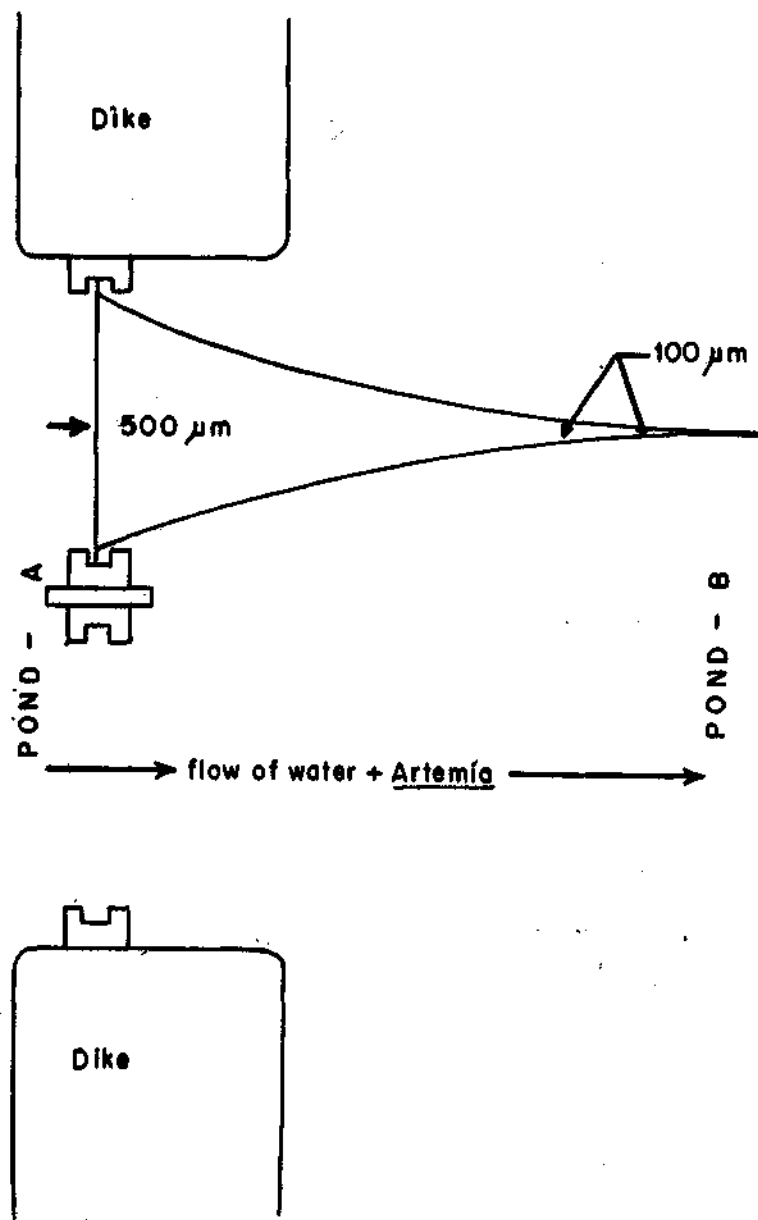 Dike
100 µm
500 µm
POND - A
POND - B
flow of water + Artemia
Dike